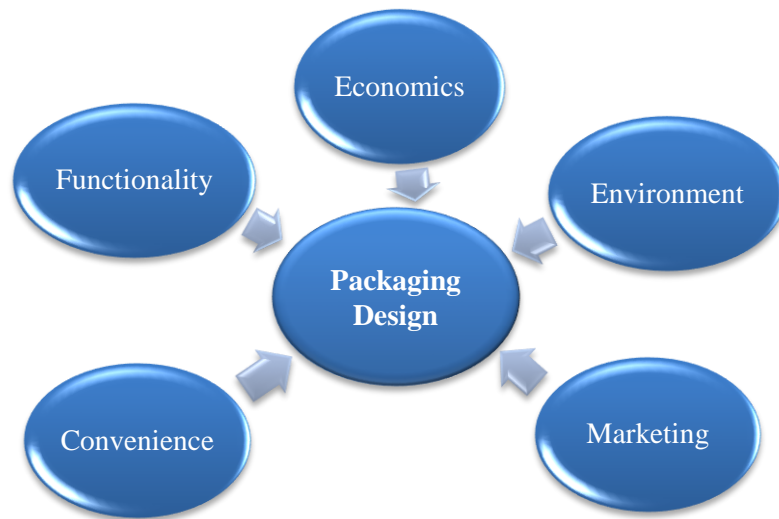 Economics
Functionality
Environment
Packaging
Design
Convenience
Marketing